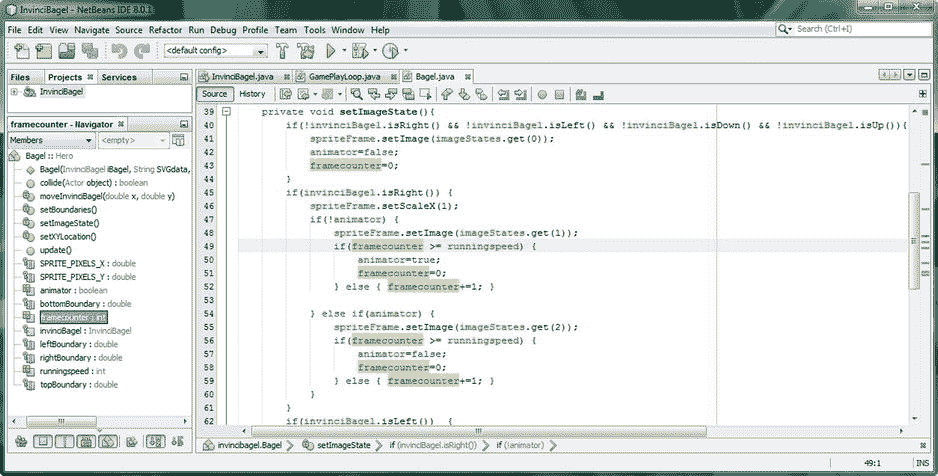 InvinciBagel - NetBeans IDE 8.0.1
File Edit View Navigate Source Refactor Run Debug Profile Team Tools Window Help
Search (Ctrl+I)
<default config>
Files Projects Services
InvinciBagel
framecounter - Navigator
Members <empty>
Bagel :: Hero
Bagel(InvinciBagel iBagel, String SVGdata,
collide(Actor object) : boolean
moveInvinciBagel(double x, double y)
setBoundaries()
setImageState()
setXYLocation()
update()
SPRITE_PIXELS_X : double
SPRITE_PIXELS_Y : double
animator : boolean
bottomBoundary : double
framecounter : int
invinciBagel : InvinciBagel
leftBoundary : double
rightBoundary : double
runningspeed : int
topBoundary : double
InvinciBagel.java GamePlayLoop.java Bagel.java
Source History
39 private void setImageState(){
40 if(!invinciBagel.isRight() && !invinciBagel.isLeft() && !invinciBagel.isDown() && !invinciBagel.isUp()){
41 spriteFrame.setImage(imageStates.get(0));
42 animator=false;
43 framecounter=0;
44 }
45 if(invinciBagel.isRight()) {
46 spriteFrame.setScaleX(1);
47 if(!animator) {
48 spriteFrame.setImage(imageStates.get(1));
49 if(framecounter >= runningspeed) {
50 animator=true;
51 framecounter=0;
52 } else { framecounter+=1; }
53
54 } else if(animator) {
55 spriteFrame.setImage(imageStates.get(2));
56 if(framecounter >= runningspeed) {
57 animator=false;
58 framecounter=0;
59 } else { framecounter+=1; }
60 }
61 }
62 if(invinciBagel.isLeft()) {
invincibagel.Bagel setImageState if (invinciBagel.isRight()) if (!animator)
49:1 INS